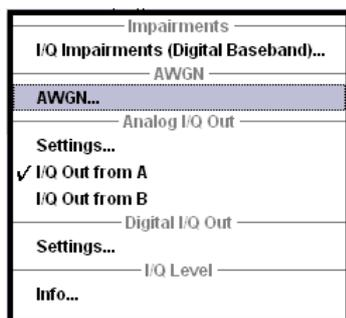 Impairments
I/Q Impairments (Digital Baseband)...
AWGN
AWGN...
Analog I/Q Out
Settings...
I/Q Out from A
I/Q Out from B
Digital I/Q Out
Settings...
I/Q Level
Info...